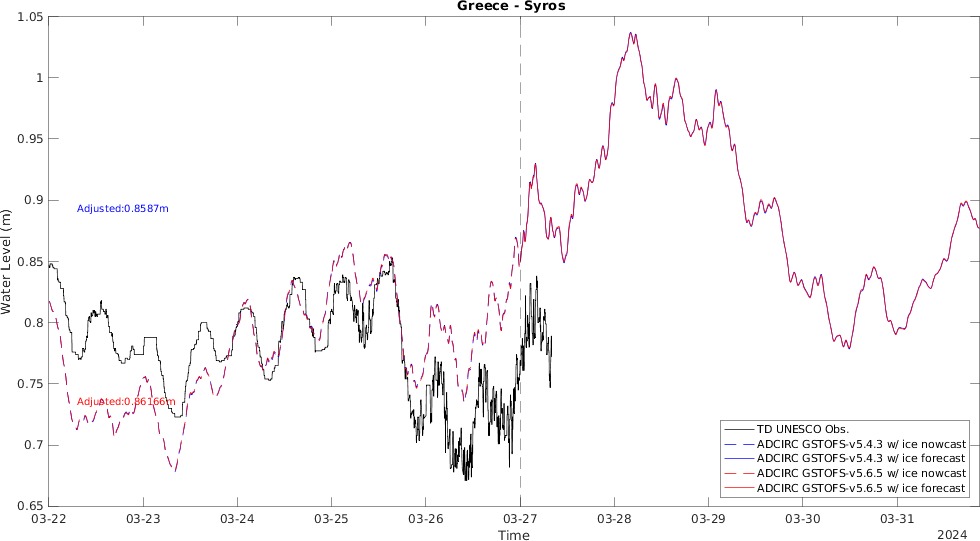 Greece - Syros
1.05
1
0.95
0.9
0.85
0.8
0.75
0.7
0.65
Water Level (m)
Adjusted:0.8587m
Adjusted:0.86166m
TD UNESCO Obs.
ADCIRC GSTOFS-v5.4.3 w/ ice nowcast
ADCIRC GSTOFS-v5.4.3 w/ ice forecast
ADCIRC GSTOFS-v5.6.5 w/ ice nowcast
ADCIRC GSTOFS-v5.6.5 w/ ice forecast
03-22 03-23 03-24 03-25 03-26 03-27 03-28 03-29 03-30 03-31
Time
2024